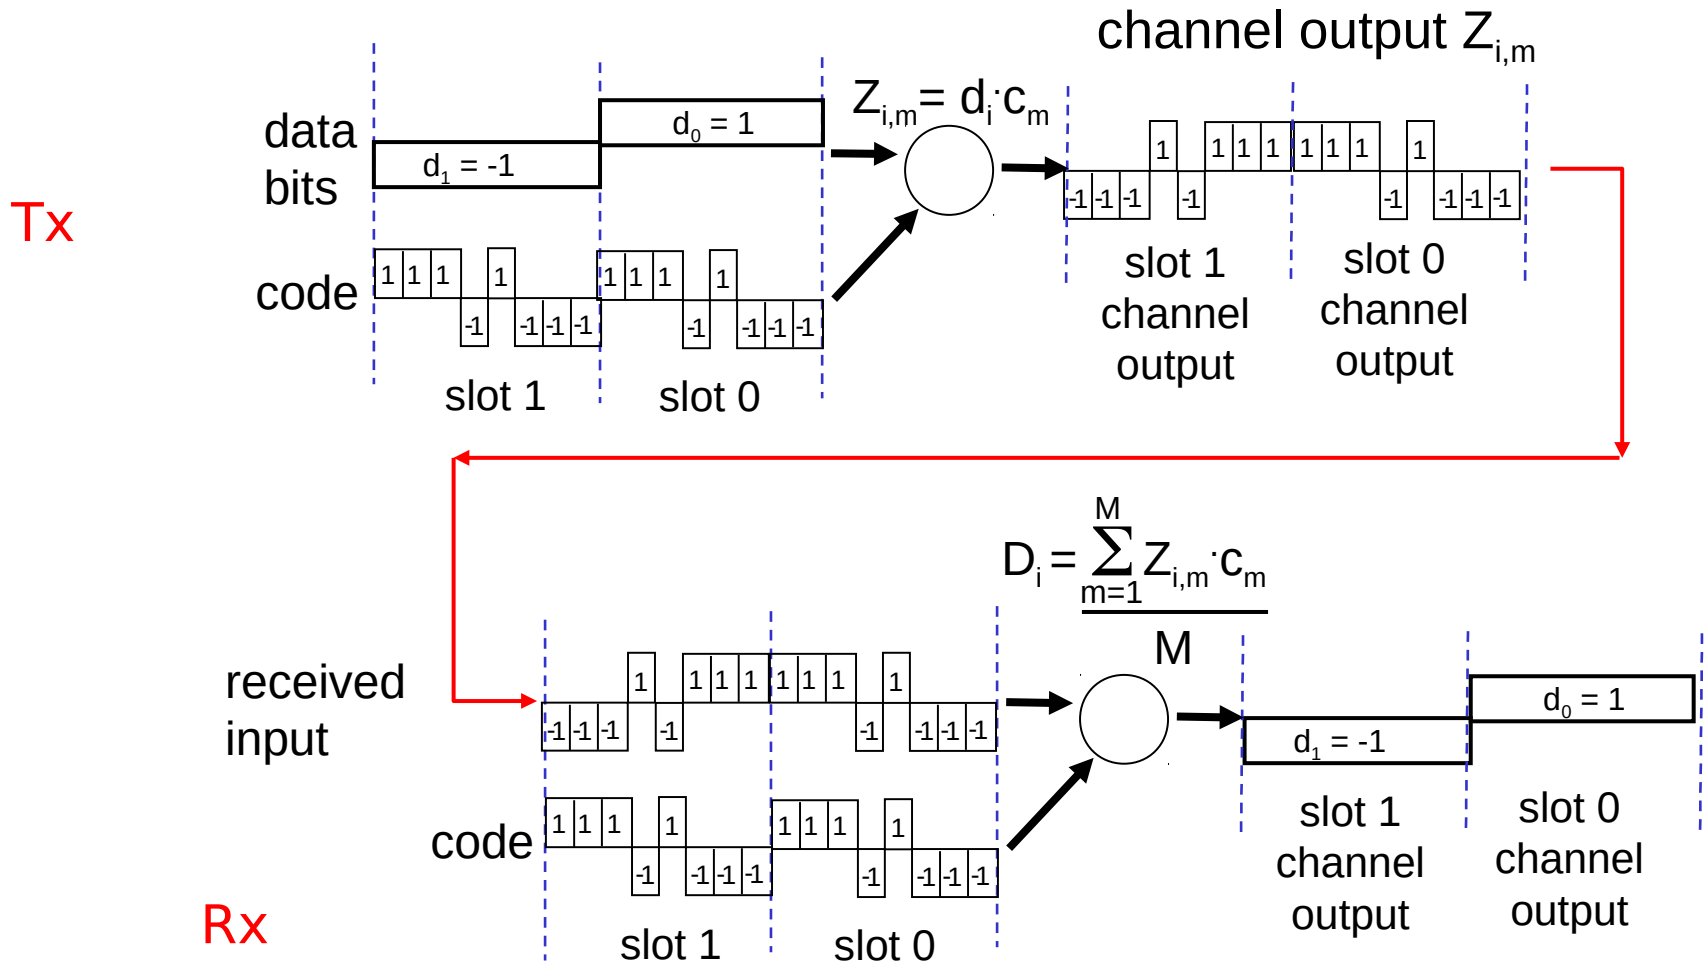 channel output Z_i,m
Z_i,m = d_i · c_m
data bits
d_1 = -1
d_0 = 1
Tx
code
1 1 1 -1 1 -1 -1 -1
1 1 1 -1 1 -1 -1 -1
slot 1
slot 0
-1 -1 -1 1 -1 1 1 1
1 1 1 -1 1 -1 -1 -1
slot 1
channel
output
slot 0
channel
output
D_i = Σ_{m=1}^{M} Z_i,m · c_m
M
received
input
-1 -1 -1 1 -1 1 1 1
1 1 1 -1 1 -1 -1 -1
code
1 1 1 -1 1 -1 -1 -1
1 1 1 -1 1 -1 -1 -1
Rx
slot 1
slot 0
d_1 = -1
d_0 = 1
slot 1
channel
output
slot 0
channel
output